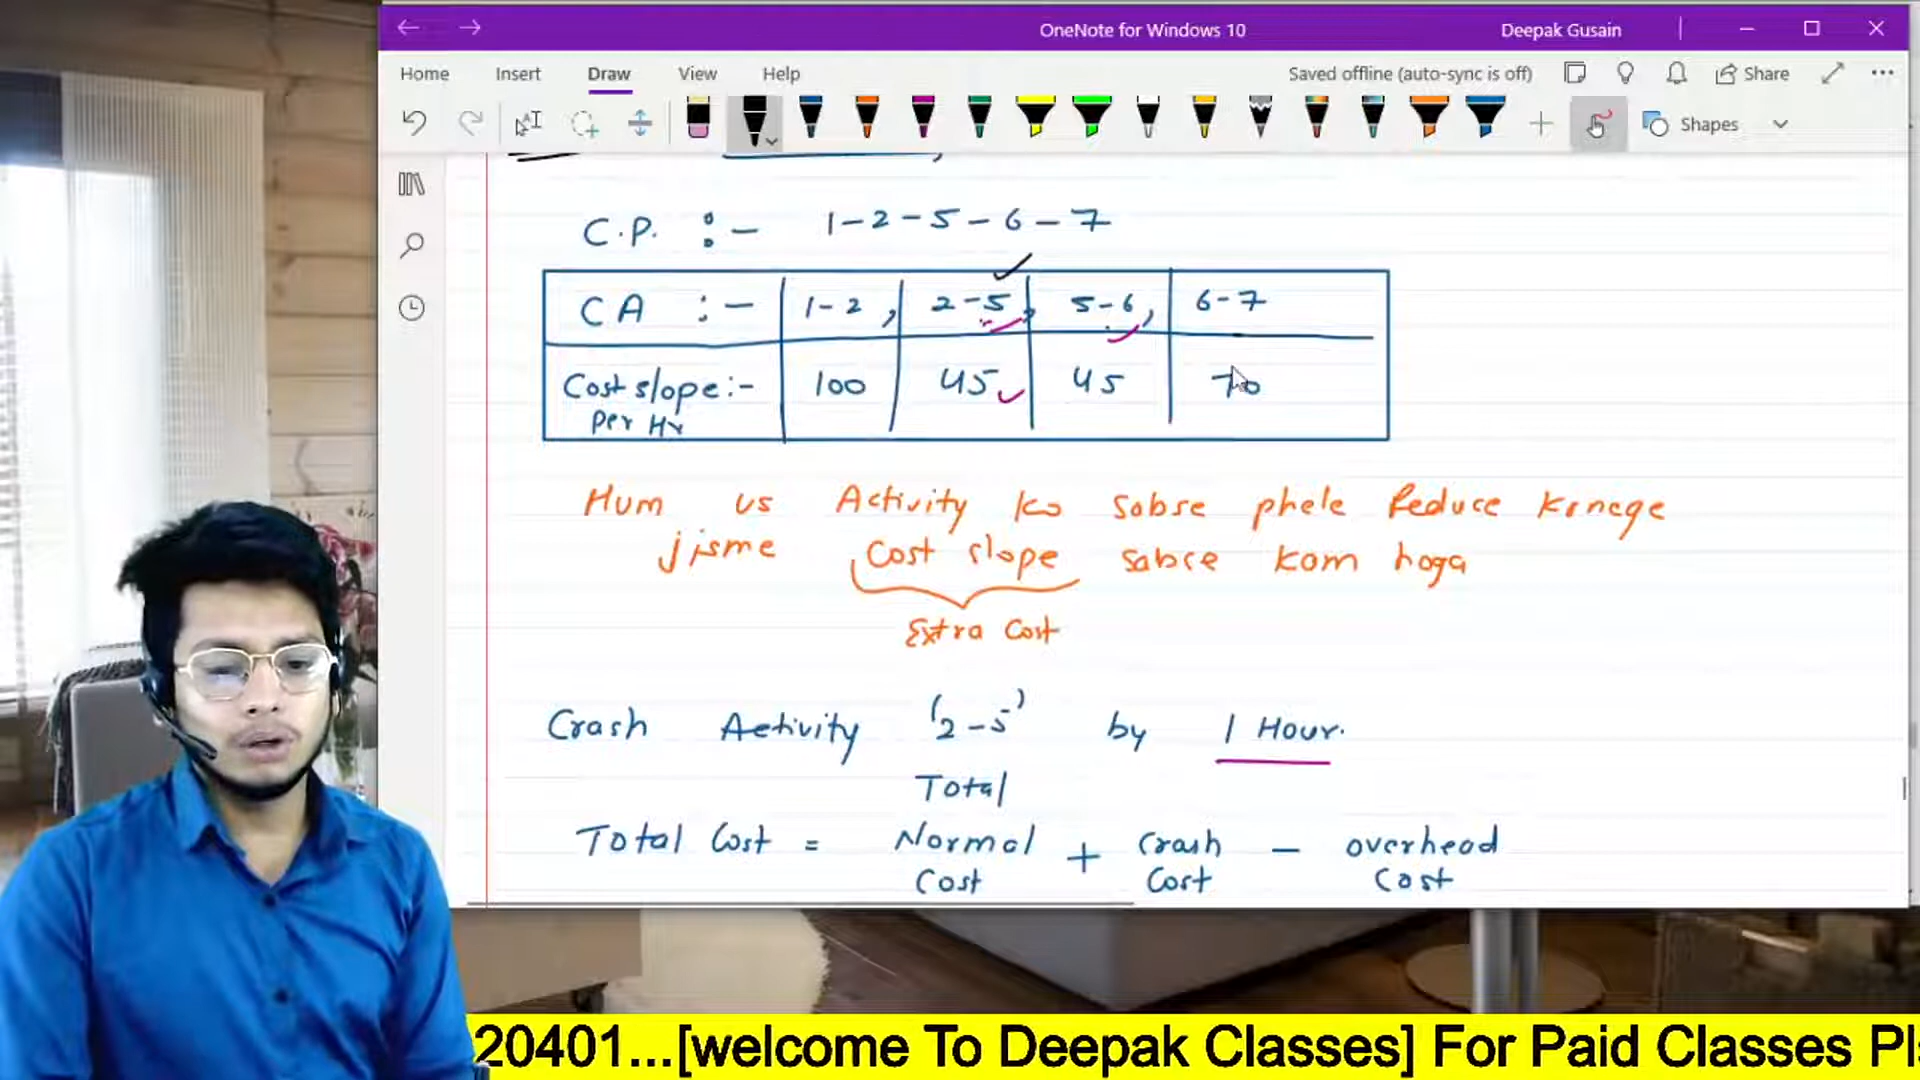 OneNote for Windows 10 Deepak Gusain
Home Insert Draw View Help Saved offline (auto-sync is off) Share
Shapes
C.P. :- 1-2-5-6-7
CA :- 1-2, 2-5, 5-6, 6-7
Cost slope:- 100 45 45 70
Per Hr
Hum us Activity ko sabse phele Reduce krnege
jisme cost slope sabse kam hoga
Extra Cost
Crash Activity (2-5) by 1 Hour.
Total
Total Cost = Normal + Crash - overhead
Cost Cost Cost
20401...[welcome To Deepak Classes] For Paid Classes Pl